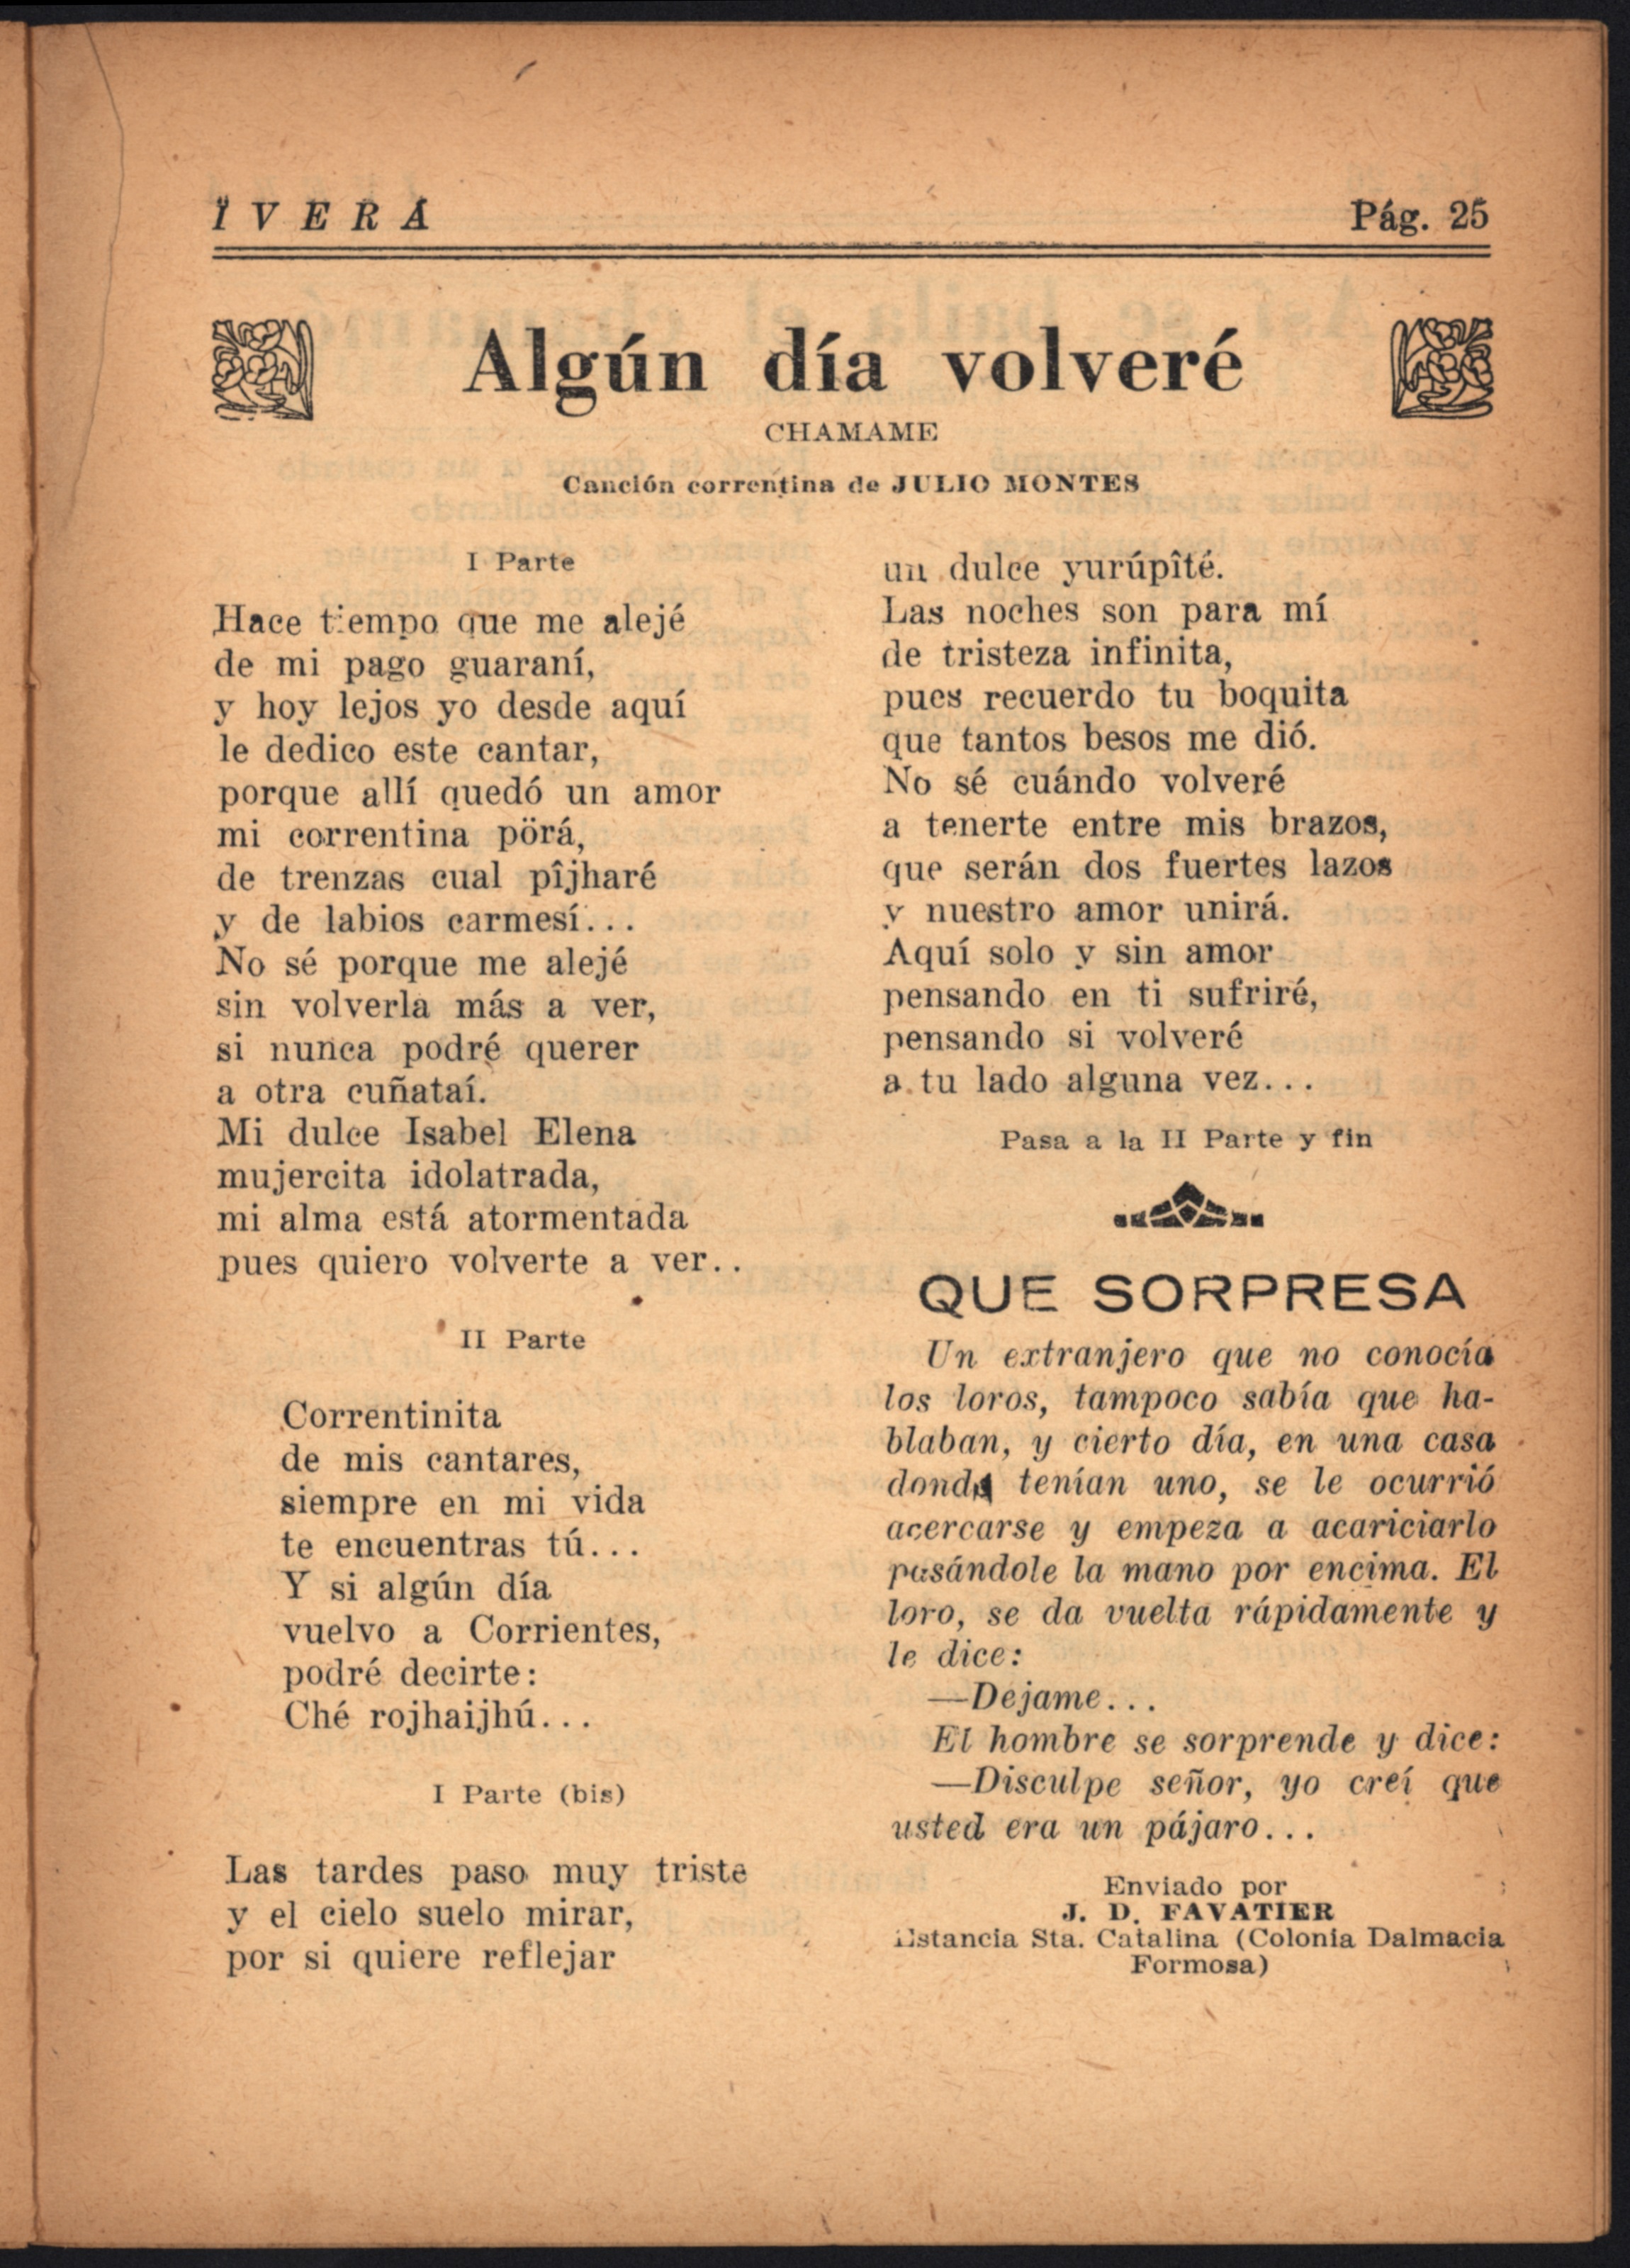 ÏVERÁ
Pág. 25
Algún día volveré
CHAMAME
Canción correntina de JULIO MONTES
I Parte
Hace tiempo que me alejé
de mi pago guaraní,
y hoy lejos yo desde aquí
le dedico este cantar,
porque allí quedó un amor
mi correntina pörá,
de trenzas cual pîjharé
y de labios carmesí...
No sé porque me alejé
sin volverla más a ver,
si nunca podré querer
a otra cuñataí.
Mi dulce Isabel Elena
mujercita idolatrada,
mi alma está atormentada
pues quiero volverte a ver..
II Parte
Correntinita
de mis cantares,
siempre en mi vida
te encuentras tú...
Y si algún día
vuelvo a Corrientes,
podré decirte:
Ché rojhaijhú...
I Parte (bis)
Las tardes paso muy triste
y el cielo suelo mirar,
por si quiere reflejar
un dulce yurúpîté.
Las noches son para mí
de tristeza infinita,
pues recuerdo tu boquita
que tantos besos me dió.
No sé cuándo volveré
a tenerte entre mis brazos,
que serán dos fuertes lazos
y nuestro amor unirá.
Aquí solo y sin amor
pensando en ti sufriré,
pensando si volveré
a tu lado alguna vez...
Pasa a la II Parte y fin
QUE SORPRESA
Un extranjero que no conocía
los loros, tampoco sabía que ha-
blaban, y cierto día, en una casa
donde tenían uno, se le ocurrió
acercarse y empeza a acariciarlo
pasándole la mano por encima. El
loro, se da vuelta rápidamente y
le dice:
—Dejame...
El hombre se sorprende y dice:
—Disculpe señor, yo creí que
usted era un pájaro...
Enviado por
J. D. FAVATIER
Estancia Sta. Catalina (Colonia Dalmacia
Formosa)